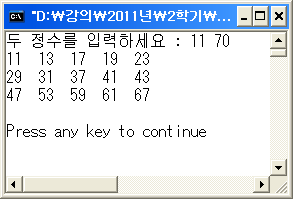 "D:₩강의₩2011년₩2학기₩...
두 정수를 입력하세요 : 11 70
11 13 17 19 23
29 31 37 41 43
47 53 59 61 67
Press any key to continue